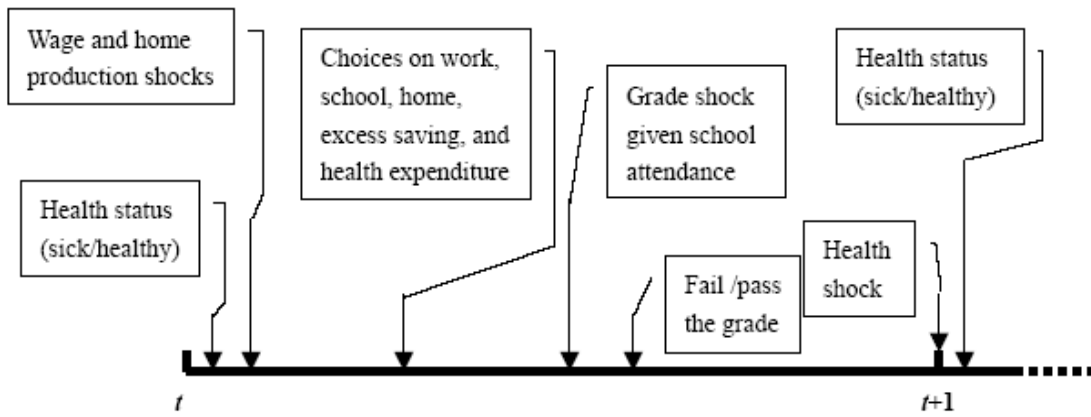 Wage and home
production shocks
Choices on work,
school, home,
excess saving, and
health expenditure
Health status
(sick/healthy)
Grade shock
given school
attendance
Health status
(sick/healthy)
Health
shock
Fail /pass
the grade
t
t+1